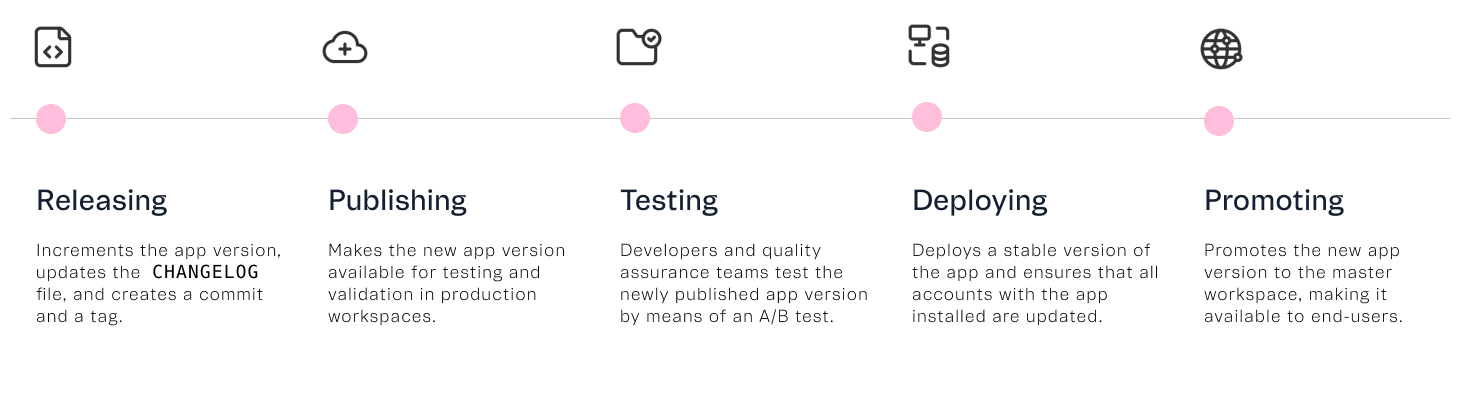 Releasing
Increments the app version,
updates the CHANGELOG
file, and creates a commit
and a tag.
Publishing
Makes the new app version
available for testing and
validation in production
workspaces.
Testing
Developers and quality
assurance teams test the
newly published app version
by means of an A/B test.
Deploying
Deploys a stable version of
the app and ensures that all
accounts with the app
installed are updated.
Promoting
Promotes the new app
version to the master
workspace, making it
available to end-users.